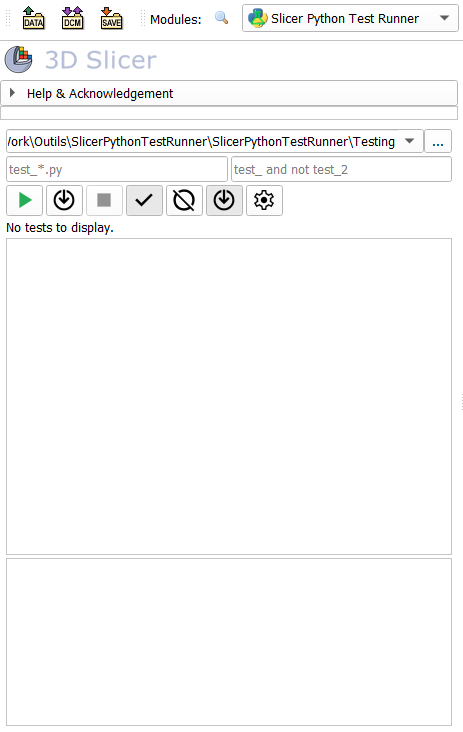 DATA DCM SAVE Modules: Slicer Python Test Runner
3D Slicer
Help & Acknowledgement
/ork\Outils\SlicerPythonTestRunner\SlicerPythonTestRunner\Testing ...
test_*.py test_ and not test_2
No tests to display.